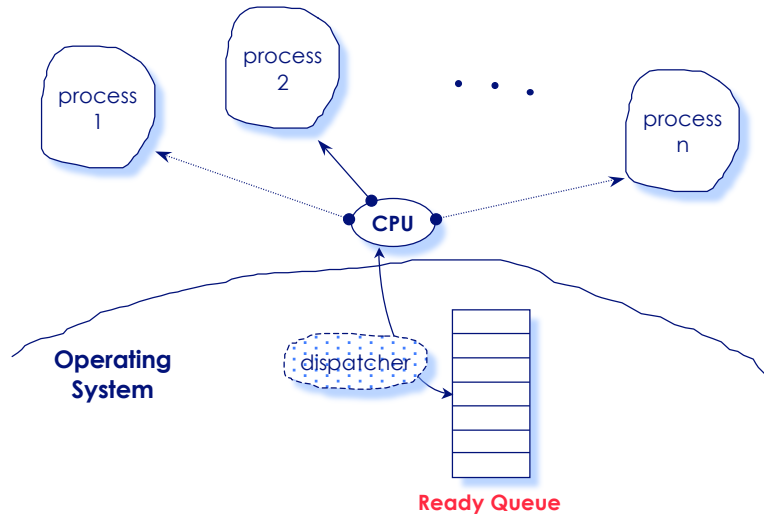 process
1
process
2
. . .
process
n
CPU
Operating
System
dispatcher
Ready Queue